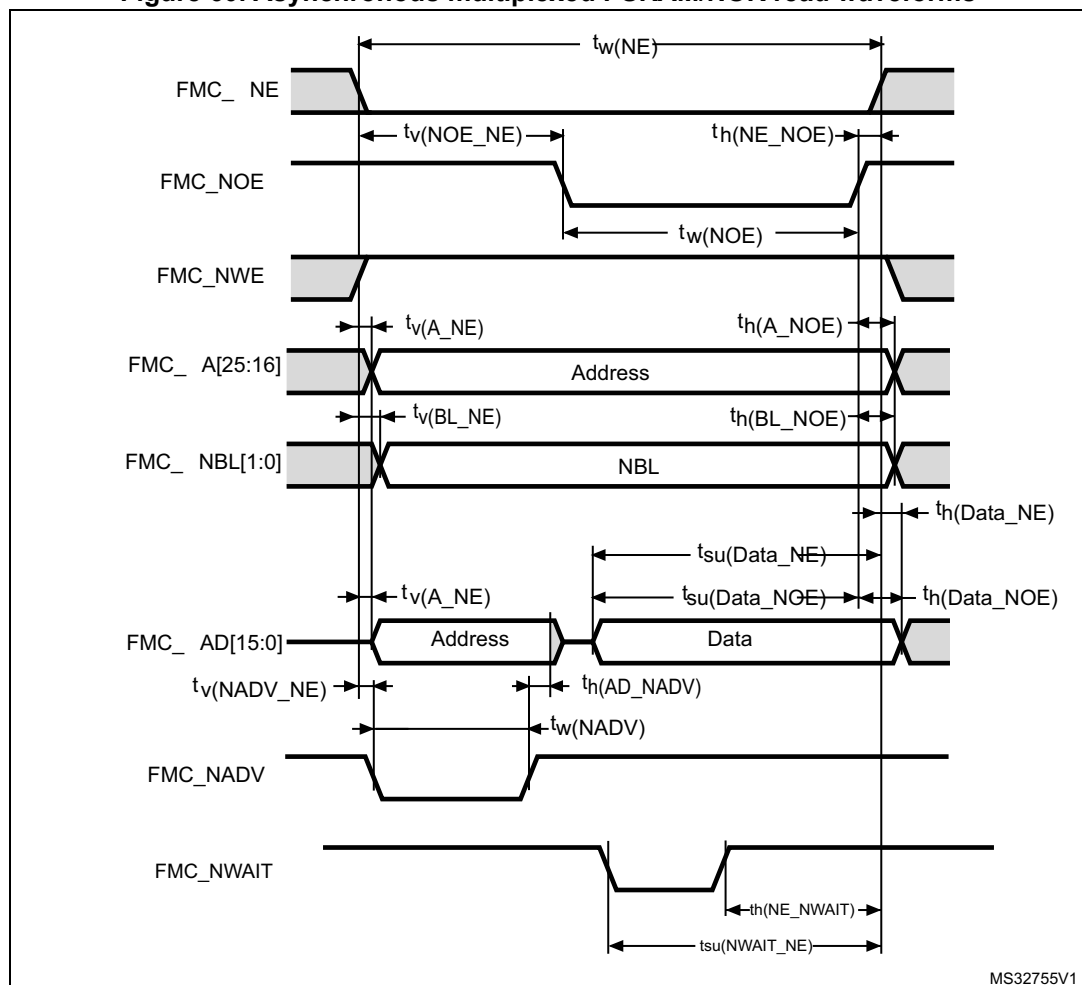 tw(NE)
FMC_ NE
tv(NOE_NE)
th(NE_NOE)
FMC_NOE
tw(NOE)
FMC_NWE
tv(A_NE)
th(A_NOE)
FMC_ A[25:16]
Address
tv(BL_NE)
th(BL_NOE)
FMC_ NBL[1:0]
NBL
th(Data_NE)
tsu(Data_NE)
tv(A_NE)
tsu(Data_NOE)
th(Data_NOE)
FMC_ AD[15:0]
Address
Data
tv(NADV_NE)
th(AD_NADV)
tw(NADV)
FMC_NADV
FMC_NWAIT
th(NE_NWAIT)
tsu(NWAIT_NE)
MS32755V1